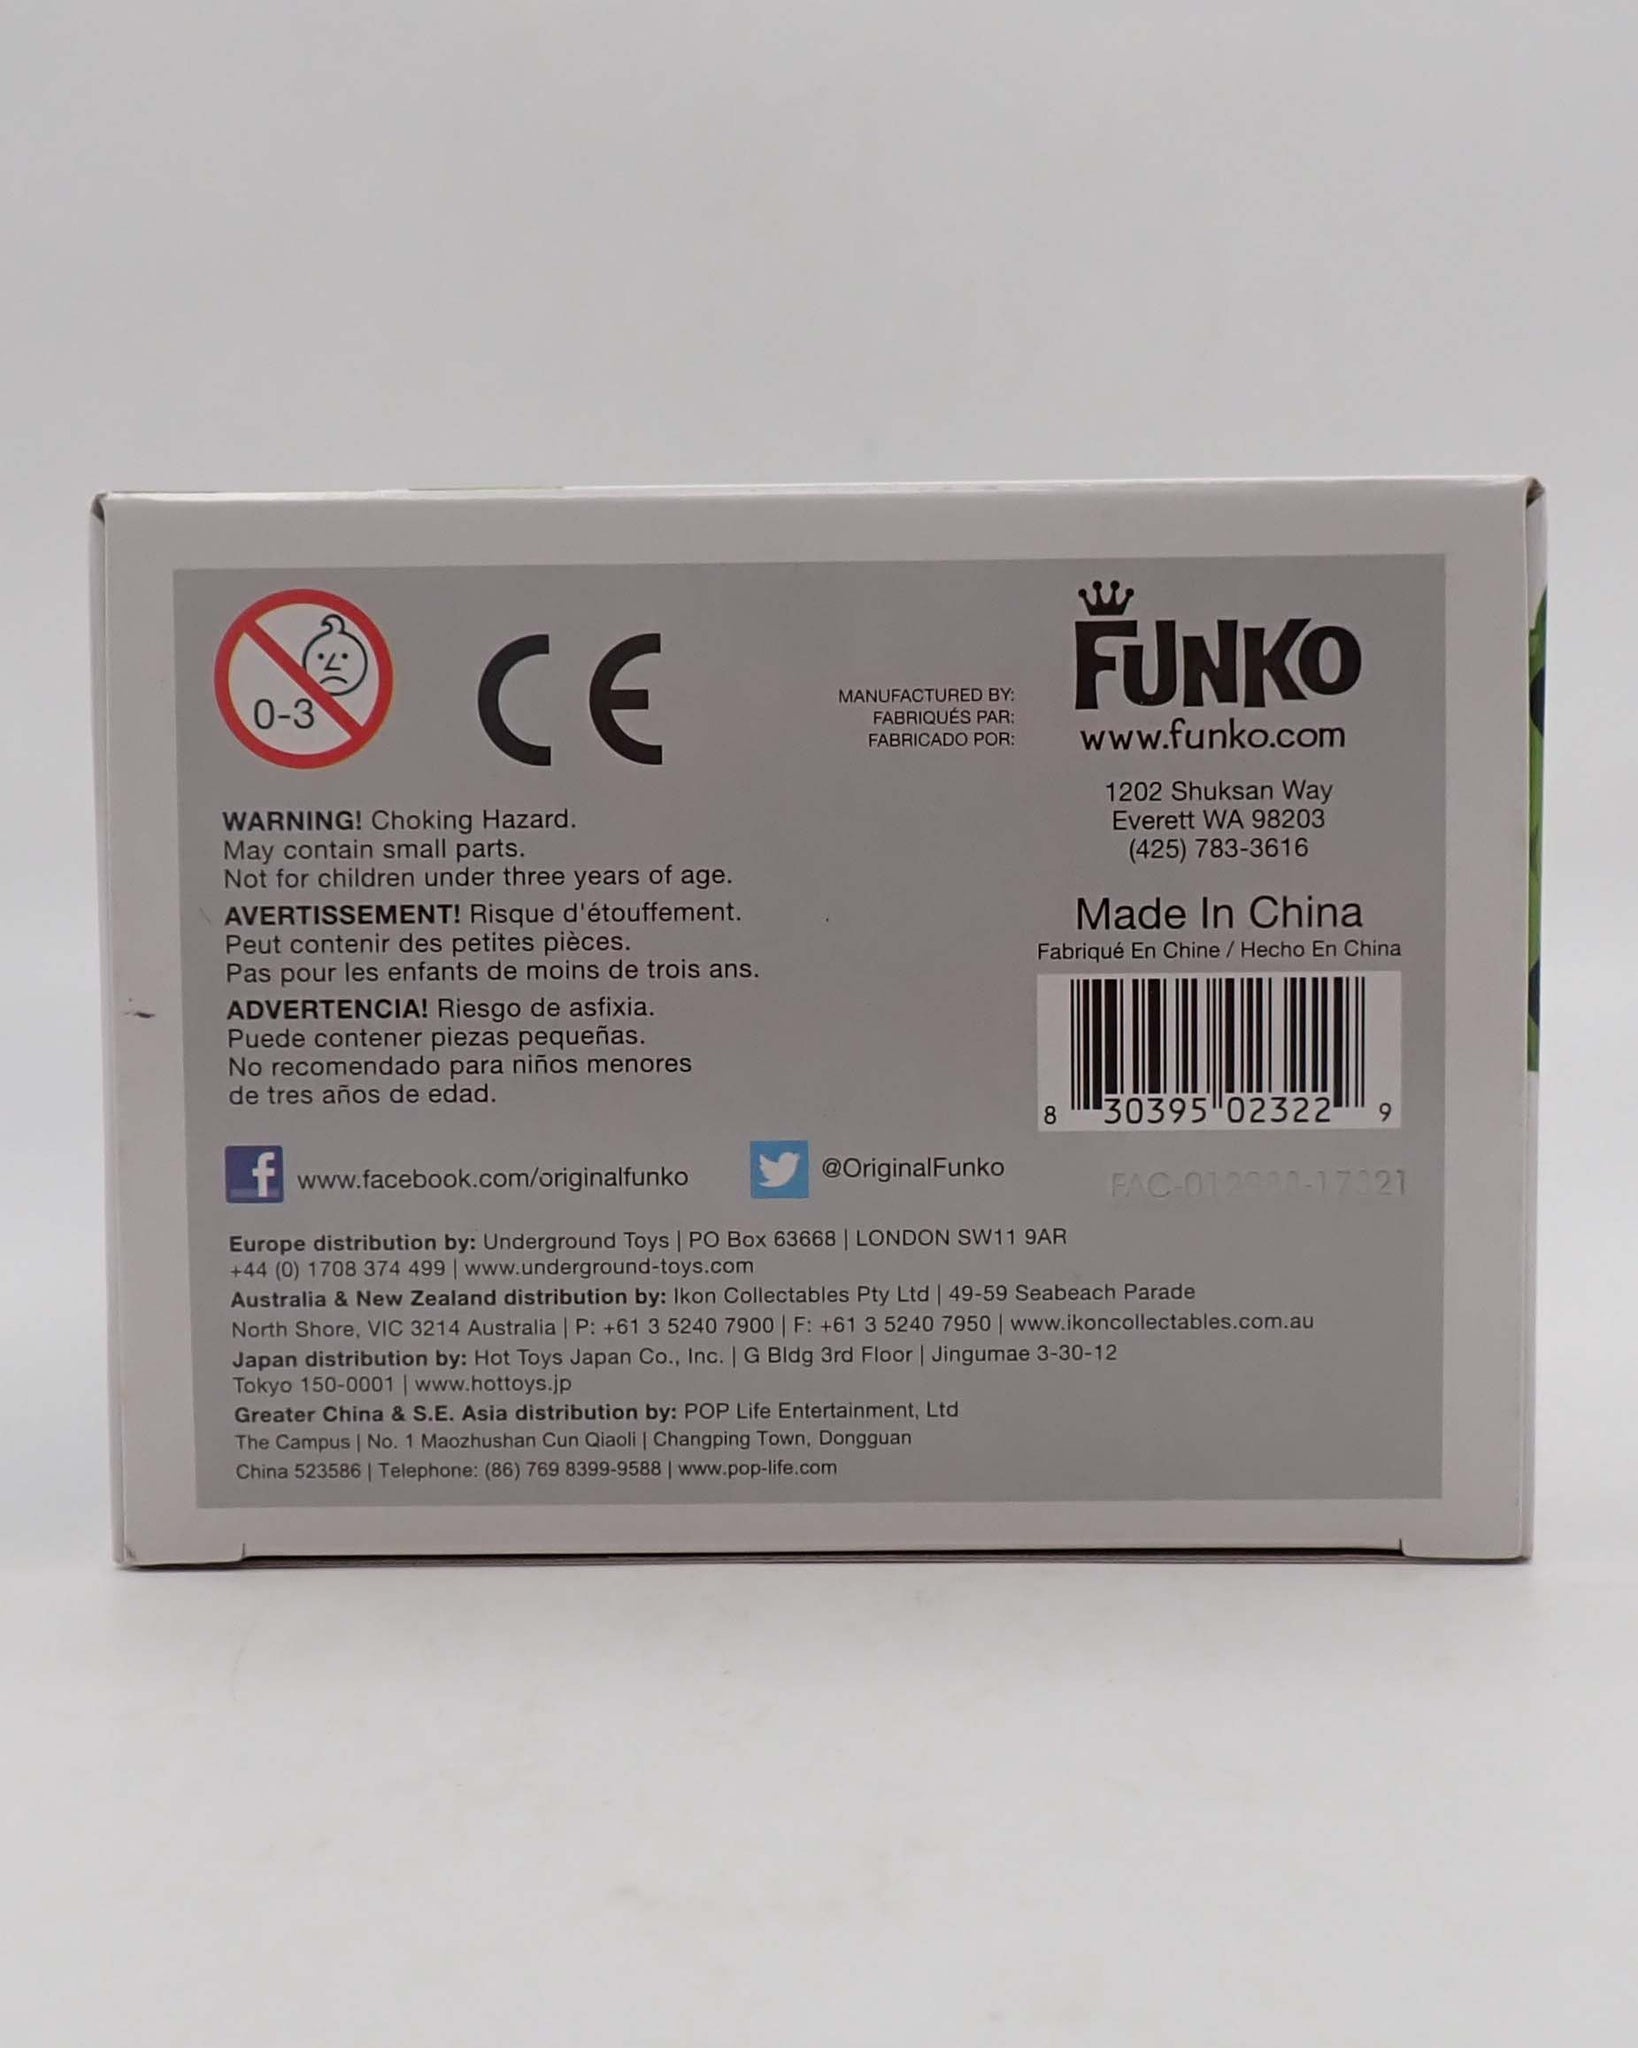 0-3
CE
MANUFACTURED BY:
FABRIQUÉS PAR:
FABRICADO POR:
FUNKO
www.funko.com
1202 Shuksan Way
Everett WA 98203
(425) 783-3616
WARNING! Choking Hazard.
May contain small parts.
Not for children under three years of age.
AVERTISSEMENT! Risque d'étouffement.
Peut contenir des petites pièces.
Pas pour les enfants de moins de trois ans.
ADVERTENCIA! Riesgo de asfixia.
Puede contener piezas pequeñas.
No recomendado para niños menores
de tres años de edad.
Made In China
Fabriqué En Chine / Hecho En China
8 30395 02322 9
f www.facebook.com/originalfunko
@OriginalFunko
Europe distribution by: Underground Toys | PO Box 63668 | LONDON SW11 9AR
+44 (0) 1708 374 499 | www.underground-toys.com
Australia & New Zealand distribution by: Ikon Collectables Pty Ltd | 49-59 Seabeach Parade
North Shore, VIC 3214 Australia | P: +61 3 5240 7900 | F: +61 3 5240 7950 | www.ikoncollectables.com.au
Japan distribution by: Hot Toys Japan Co., Inc. | G Bldg 3rd Floor | Jingumae 3-30-12
Tokyo 150-0001 | www.hottoys.jp
Greater China & S.E. Asia distribution by: POP Life Entertainment, Ltd
The Campus | No. 1 Maozhushan Cun Qiaoli | Changping Town, Dongguan
China 523586 | Telephone: (86) 769 8399-9588 | www.pop-life.com